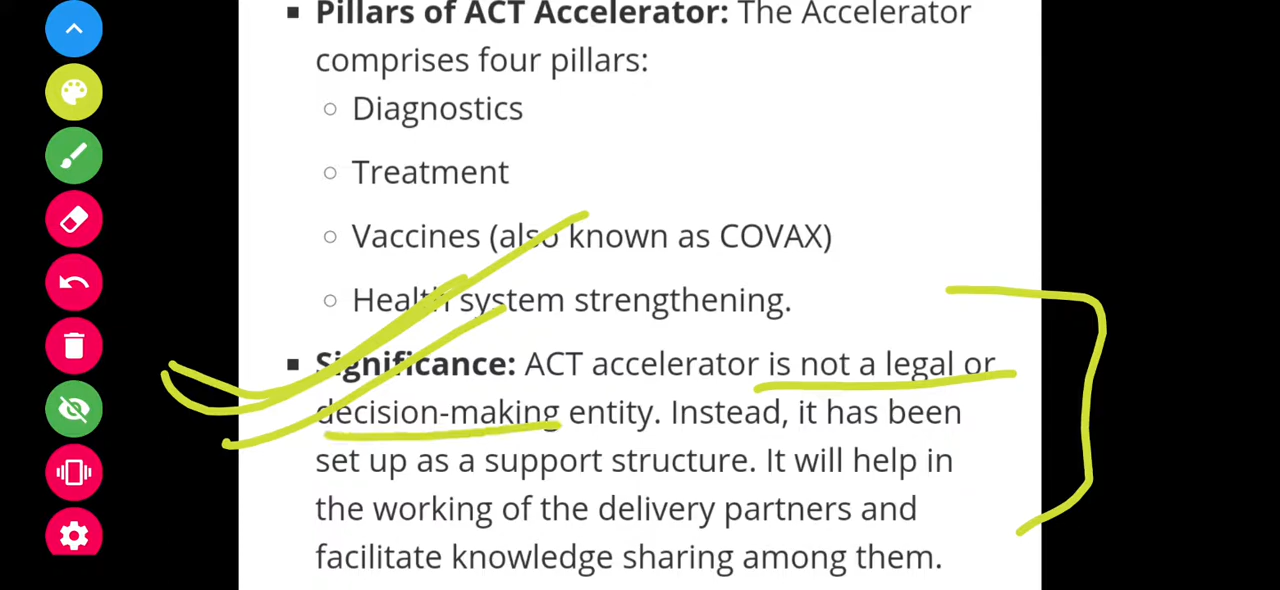 Pillars of ACT Accelerator: The Accelerator
comprises four pillars:
Diagnostics
Treatment
Vaccines (also known as COVAX)
Health system strengthening.
Significance: ACT accelerator is not a legal or
decision-making entity. Instead, it has been
set up as a support structure. It will help in
the working of the delivery partners and
facilitate knowledge sharing among them.